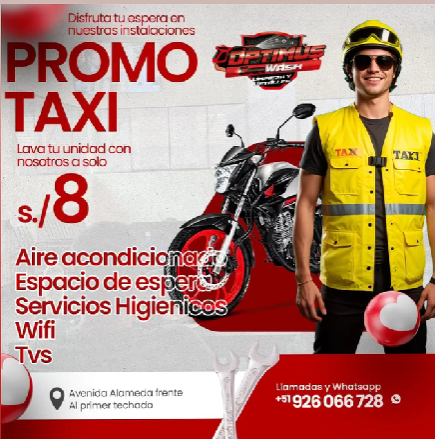 Disfruta tu espera en
nuestras instalaciones
PROMO
TAXI
OPTIMUS
WASH
Lava tu unidad con
nosotros a solo
s./8
TAXI
Aire acondicionado
Espacio de espera
Servicios Higienicos
Wifi
Tvs
Avenida Alameda frente
Al primer techado
Llamadas y Whatsapp
+51 926 066 728